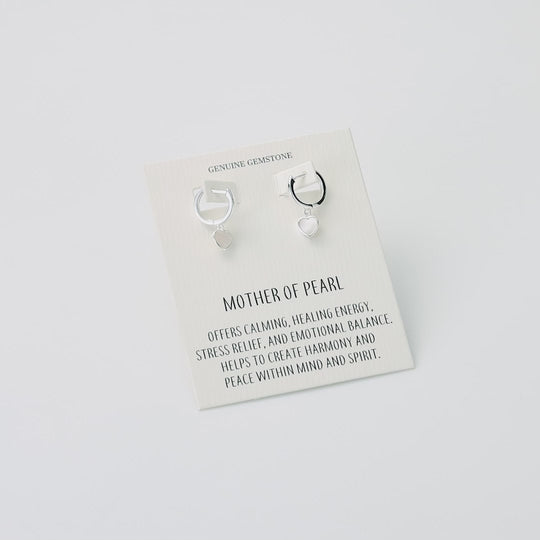 GENUINE GEMSTONE
MOTHER OF PEARL
OFFERS CALMING, HEALING ENERGY,
STRESS RELIEF, AND EMOTIONAL BALANCE.
HELPS TO CREATE HARMONY AND
PEACE WITHIN MIND AND SPIRIT.